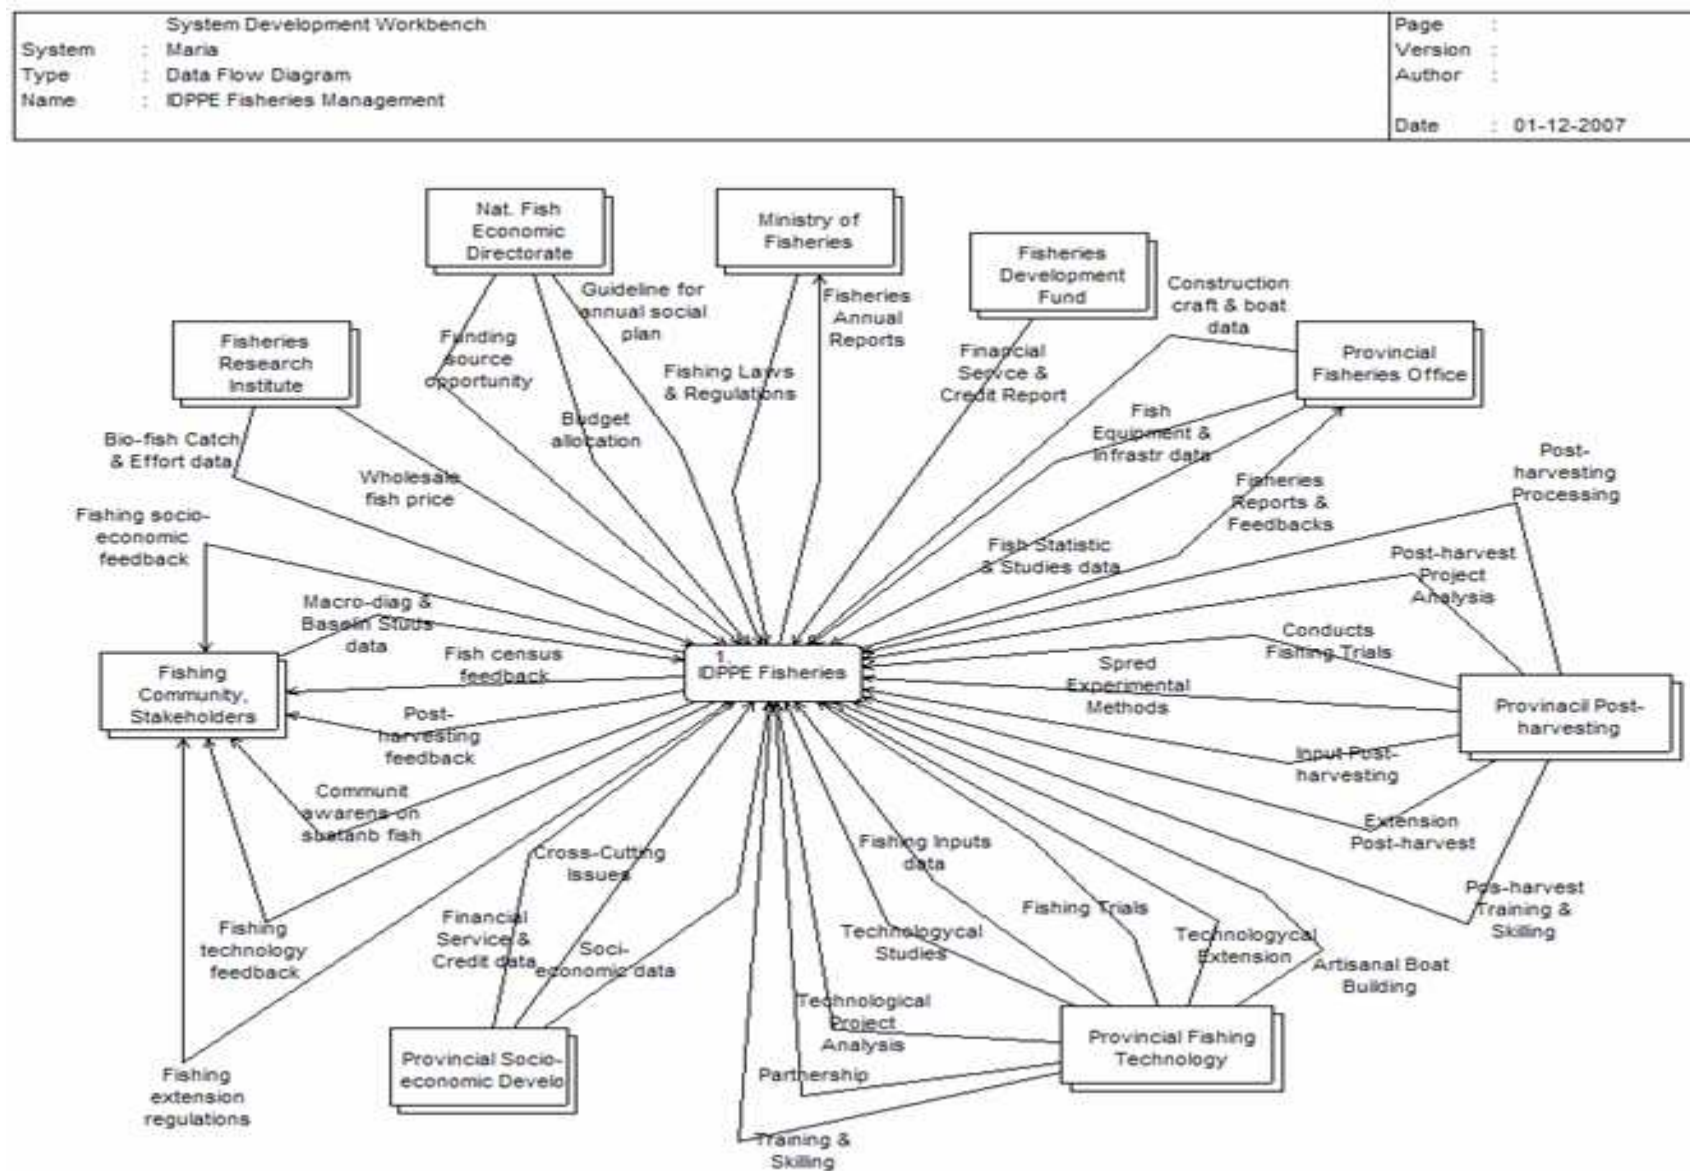 System Development Workbench
System : Maria
Type : Data Flow Diagram
Name : IDPPE Fisheries Management
Page :
Version :
Author :
Date : 01-12-2007
Nat. Fish
Economic
Directorate
Ministry of
Fisheries
Fisheries
Development
Fund
Fisheries
Research
Institute
Provincial
Fisheries Office
Guideline for
annual social
plan
Fisheries
Annual
Reports
Construction
craft & boat
data
Funding
source
opportunity
Fishing Laws
& Regulations
Financial
Servce &
Credit Report
Budget
allocation
Fish
Equipment &
Infrastr data
Bio-fish Catch
& Effort data
Wholesale
fish price
Fisheries
Reports &
Feedbacks
Post-
harvesting
Processing
Fishing socio-
economic
feedback
Fish Statistic
& Studies data
Post-harvest
Project
Analysis
Macro-diag &
Baselin Studs
data
Conducts
Fishing Trials
Fish census
feedback
1.
IDPPE Fisheries
Spred
Experimental
Methods
Fishing
Community,
Stakeholders
Provinacil Post-
harvesting
Post-
harvesting
feedback
Input Post-
harvesting
Communit
awarens on
sustanb fish
Extension
Post-harvest
Cross-Cutting
Issues
Fishing Inputs
data
Pos-harvest
Training &
Skilling
Fishing
technology
feedback
Financial
Service &
Credit data
Soci-
economic data
Technologycal
Studies
Fishing Trials
Technologycal
Extension
Artisanal Boat
Building
Technological
Project
Analysis
Provincial Socio-
economic Develo
Provincial Fishing
Technology
Partnership
Fishing
extension
regulations
Training &
Skilling